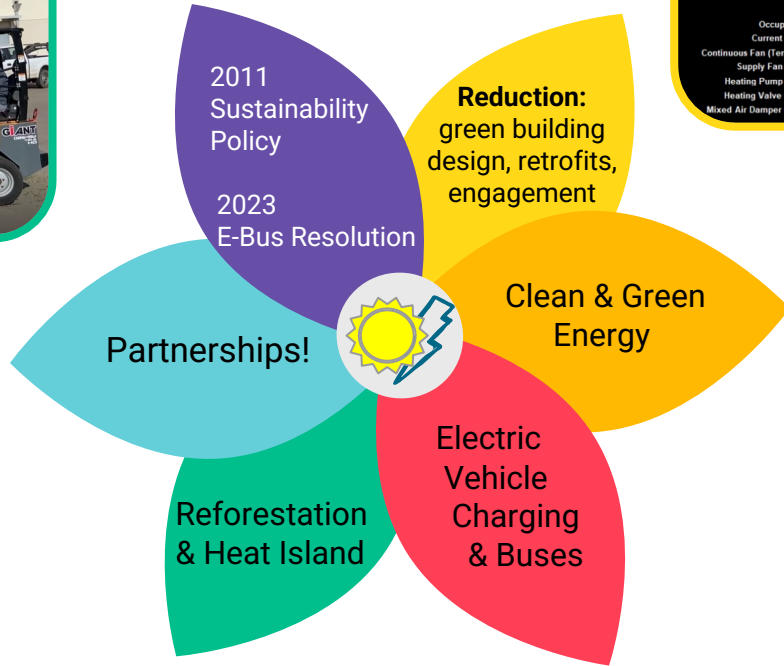 GiANT
Occup
Current
Continuous Fan (Ter
Supply Fan
Heating Pump
Heating Valve
Mixed Air Damper
2011
Sustainability
Policy
2023
E-Bus Resolution
Reduction:
green building
design, retrofits,
engagement
Clean & Green
Energy
Partnerships!
Electric
Vehicle
Charging
& Buses
Reforestation
& Heat Island